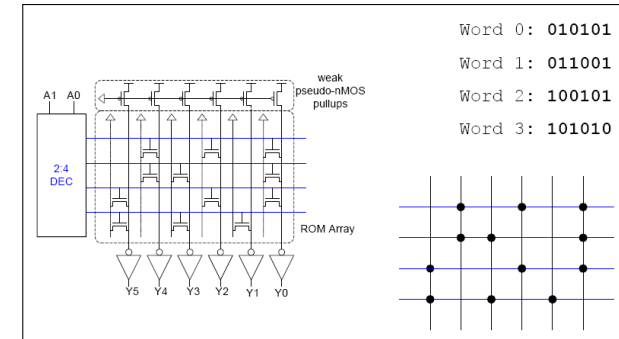 Word 0: 010101
Word 1: 011001
Word 2: 100101
Word 3: 101010
weak
pseudo-nMOS
pullups
A1 A0
2:4
DEC
ROM Array
Y5 Y4 Y3 Y2 Y1 Y0